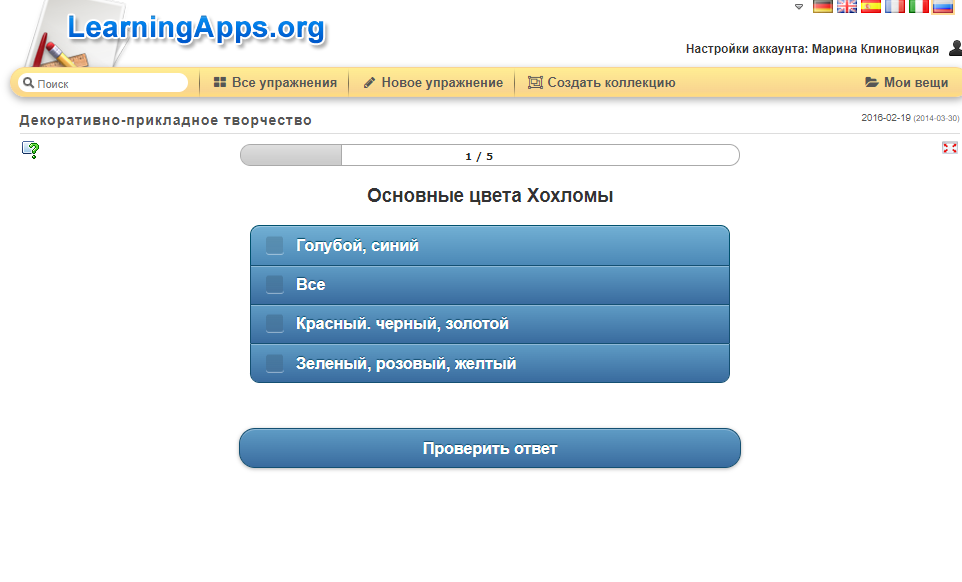 LearningApps.org
Настройки аккаунта: Марина Клиновицкая
Поиск
Все упражнения
Новое упражнение
Создать коллекцию
Мои вещи
Декоративно-прикладное творчество
2016-02-19 (2014-03-30)
1 / 5
Основные цвета Хохломы
Голубой, синий
Все
Красный. черный, золотой
Зеленый, розовый, желтый
Проверить ответ